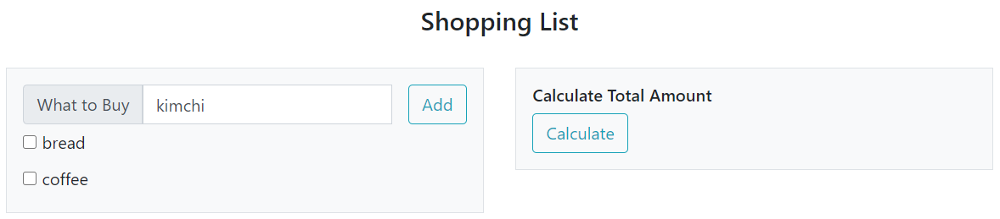 Shopping List
What to Buy kimchi Add
bread
coffee
Calculate Total Amount
Calculate